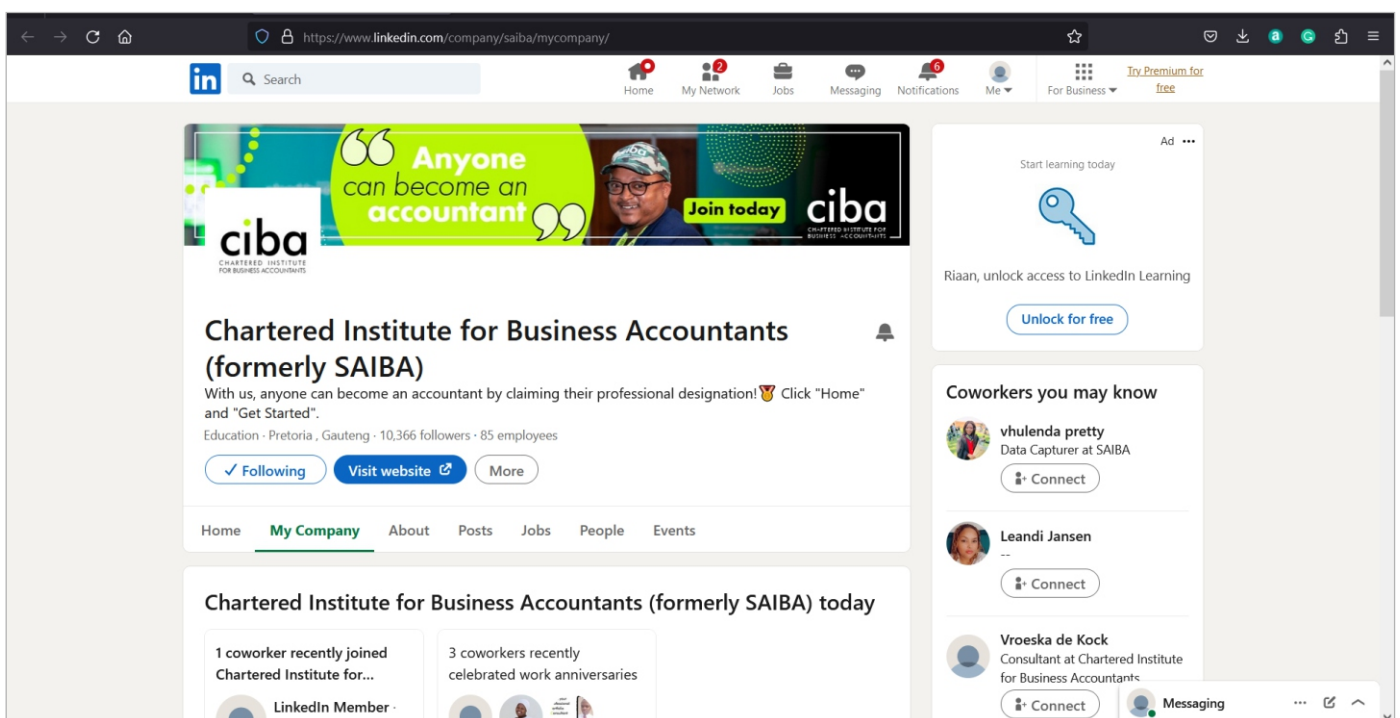 https://www.linkedin.com/company/saiba/mycompany/
in
Search
Home
2
My Network
Jobs
Messaging
6
Notifications
Me
For Business
Try Premium for
free
Anyone
can become an
accountant
Join today
ciba
CHARTERED INSTITUTE FOR
BUSINESS ACCOUNTANTS
ciba
CHARTERED INSTITUTE
FOR BUSINESS ACCOUNTANTS
Chartered Institute for Business Accountants
(formerly SAIBA)
With us, anyone can become an accountant by claiming their professional designation! Click "Home"
and "Get Started".
Education · Pretoria , Gauteng · 10,366 followers · 85 employees
✓ Following
Visit website
More
Home My Company About Posts Jobs People Events
Chartered Institute for Business Accountants (formerly SAIBA) today
1 coworker recently joined
Chartered Institute for...
LinkedIn Member ·
3 coworkers recently
celebrated work anniversaries
Ad ...
Start learning today
Riaan, unlock access to LinkedIn Learning
Unlock for free
Coworkers you may know
vhulenda pretty
Data Capturer at SAIBA
Connect
Leandi Jansen
--
Connect
Vroeska de Kock
Consultant at Chartered Institute
for Business Accountants
Connect
Messaging